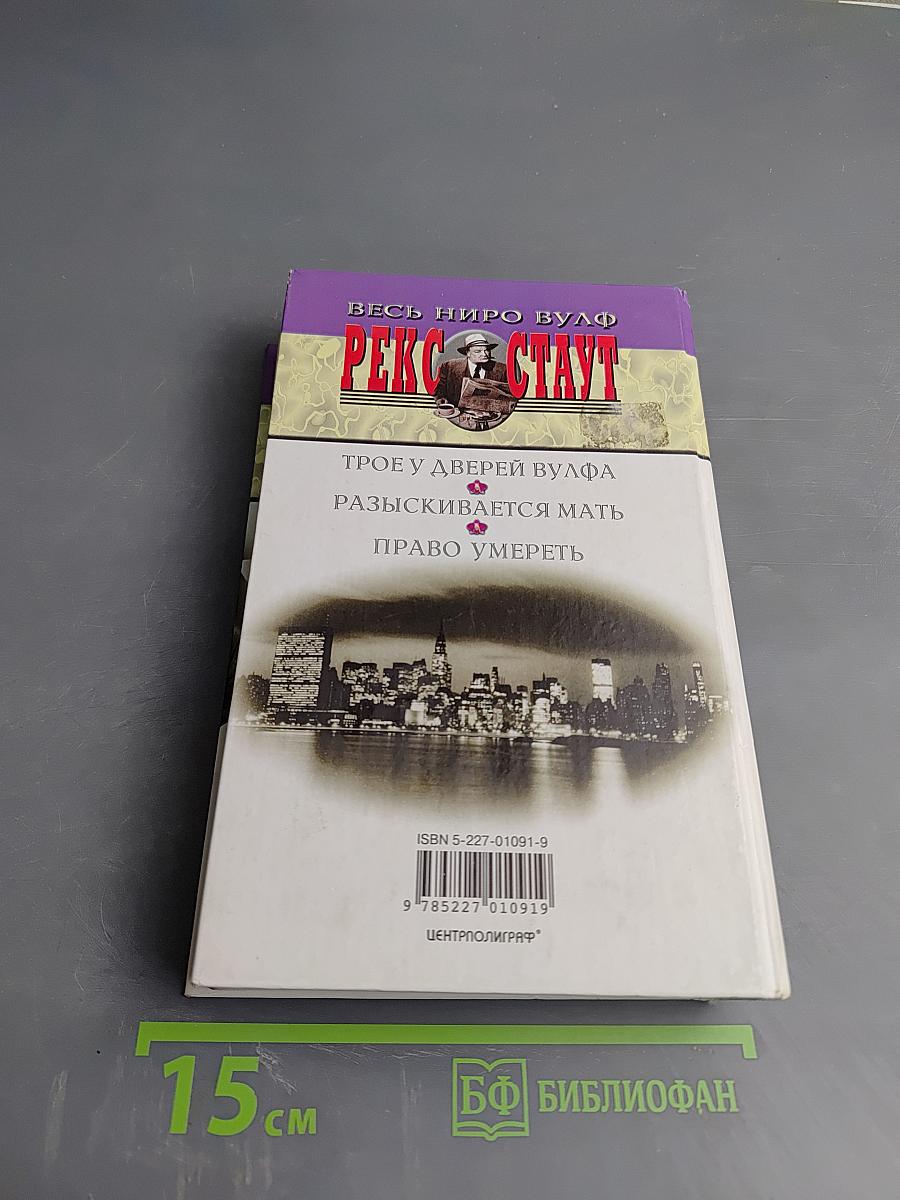 ВЕСЬ НИРО ВУЛФ
РЕКС СТАУТ
ТРОЕ У ДВЕРЕЙ ВУЛФА
РАЗЫСКИВАЕТСЯ МАТЬ
ПРАВО УМЕРЕТЬ
ISBN 5-227-01091-9
9 785227 010919
ЦЕНТРПОЛИГРАФ®
15 см
БФ БИБЛИОФАН